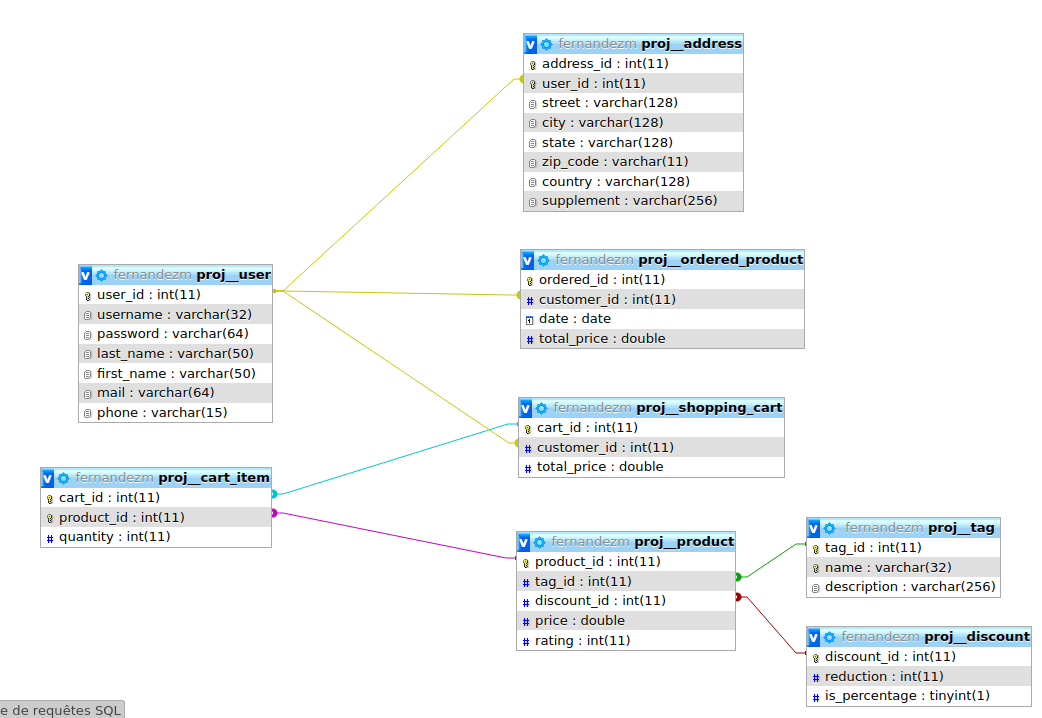 v fernandezm proj__address
address_id : int(11)
user_id : int(11)
street : varchar(128)
city : varchar(128)
state : varchar(128)
zip_code : varchar(11)
country : varchar(128)
supplement : varchar(256)
v fernandezm proj__ordered_product
ordered_id : int(11)
# customer_id : int(11)
date : date
# total_price : double
v fernandezm proj__user
user_id : int(11)
username : varchar(32)
password : varchar(64)
last_name : varchar(50)
first_name : varchar(50)
mail : varchar(64)
phone : varchar(15)
v fernandezm proj__shopping_cart
cart_id : int(11)
# customer_id : int(11)
# total_price : double
v fernandezm proj__cart_item
cart_id : int(11)
product_id : int(11)
# quantity : int(11)
v fernandezm proj__product
product_id : int(11)
# tag_id : int(11)
# discount_id : int(11)
# price : double
# rating : int(11)
v fernandezm proj__tag
tag_id : int(11)
name : varchar(32)
description : varchar(256)
v fernandezm proj__discount
discount_id : int(11)
# reduction : int(11)
# is_percentage : tinyint(1)
e de requêtes SQL